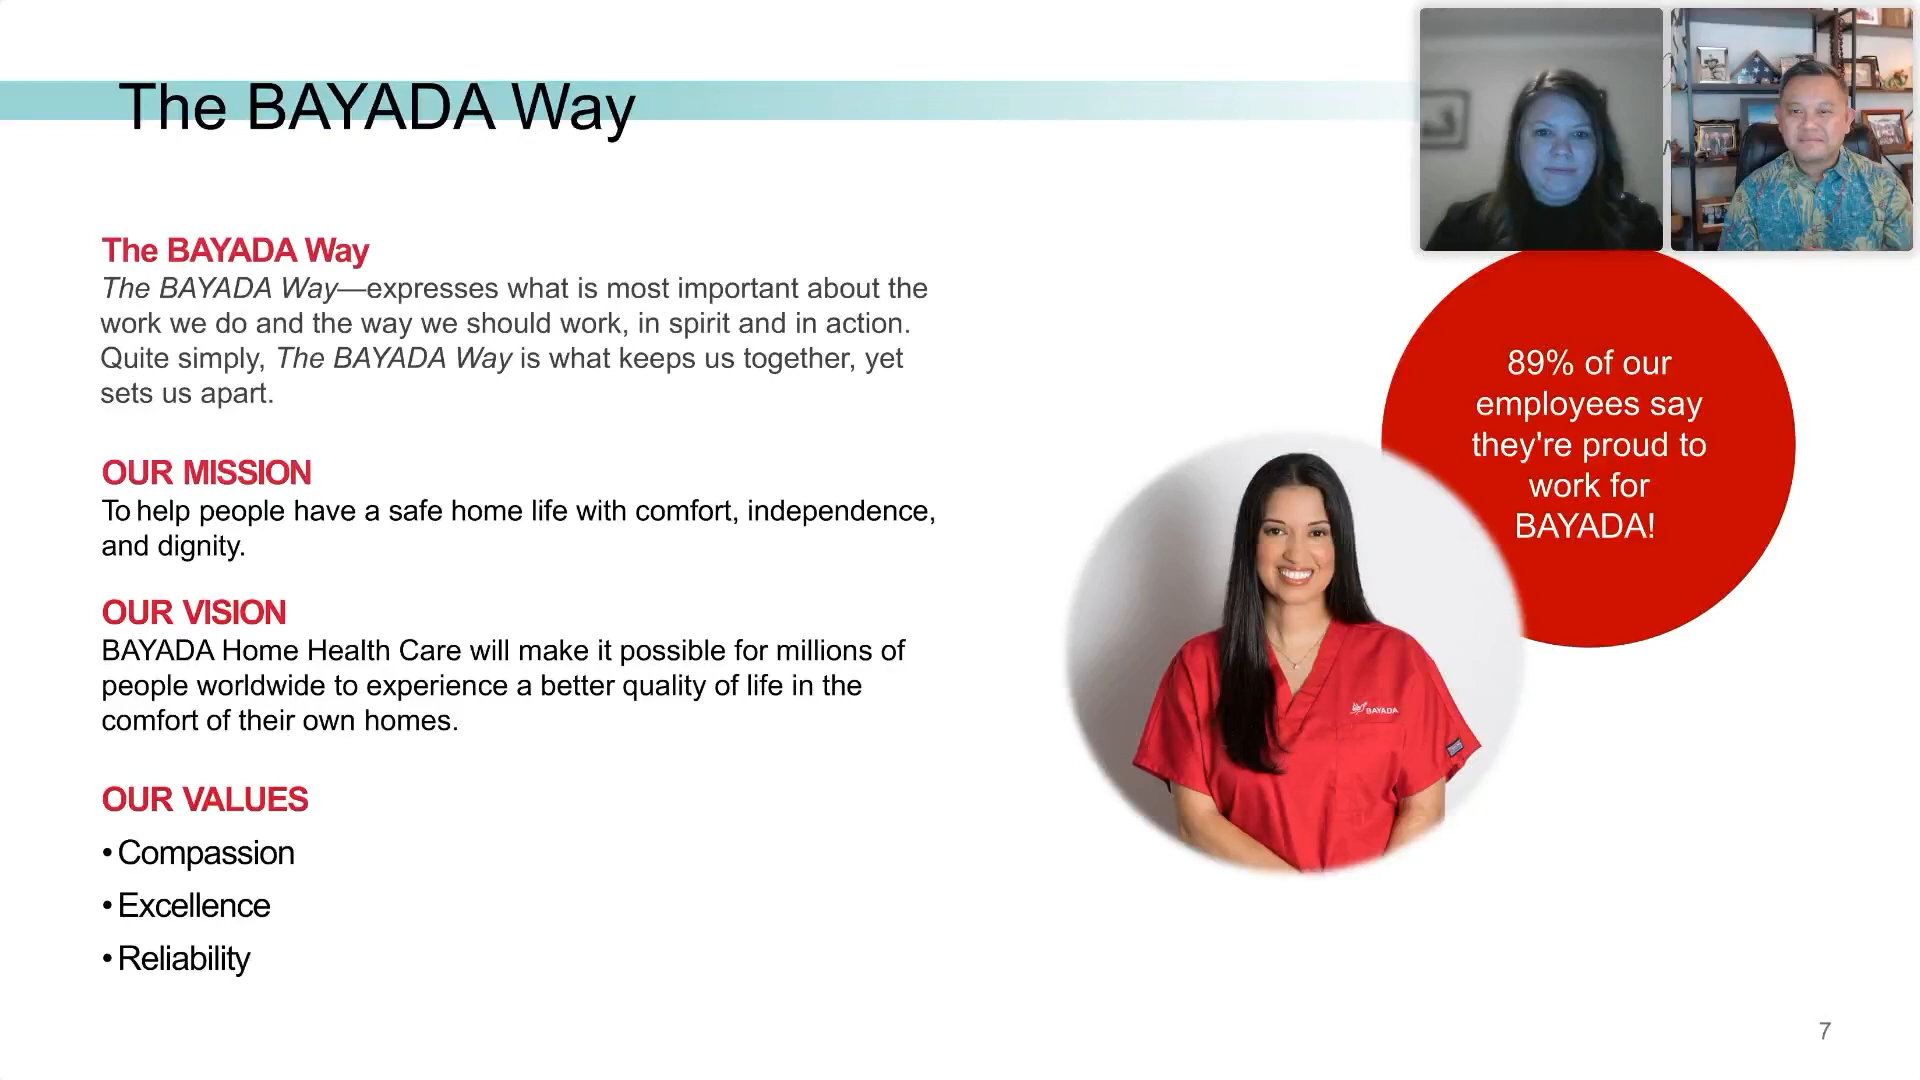 The BAYADA Way
The BAYADA Way
The BAYADA Way—expresses what is most important about the
work we do and the way we should work, in spirit and in action.
Quite simply, The BAYADA Way is what keeps us together, yet
sets us apart.
OUR MISSION
To help people have a safe home life with comfort, independence,
and dignity.
OUR VISION
BAYADA Home Health Care will make it possible for millions of
people worldwide to experience a better quality of life in the
comfort of their own homes.
OUR VALUES
• Compassion
• Excellence
• Reliability
89% of our
employees say
they're proud to
work for
BAYADA!
BAYADA
7